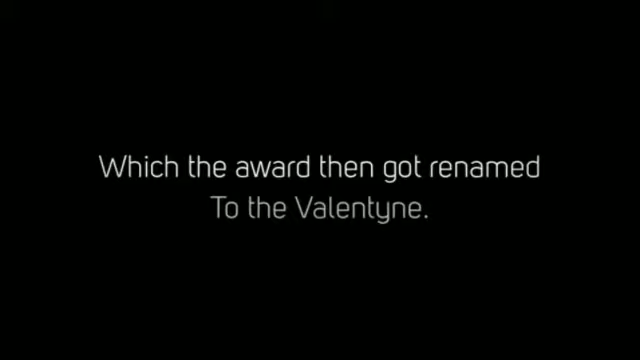 Which the award then got renamed
To the Valentyne.